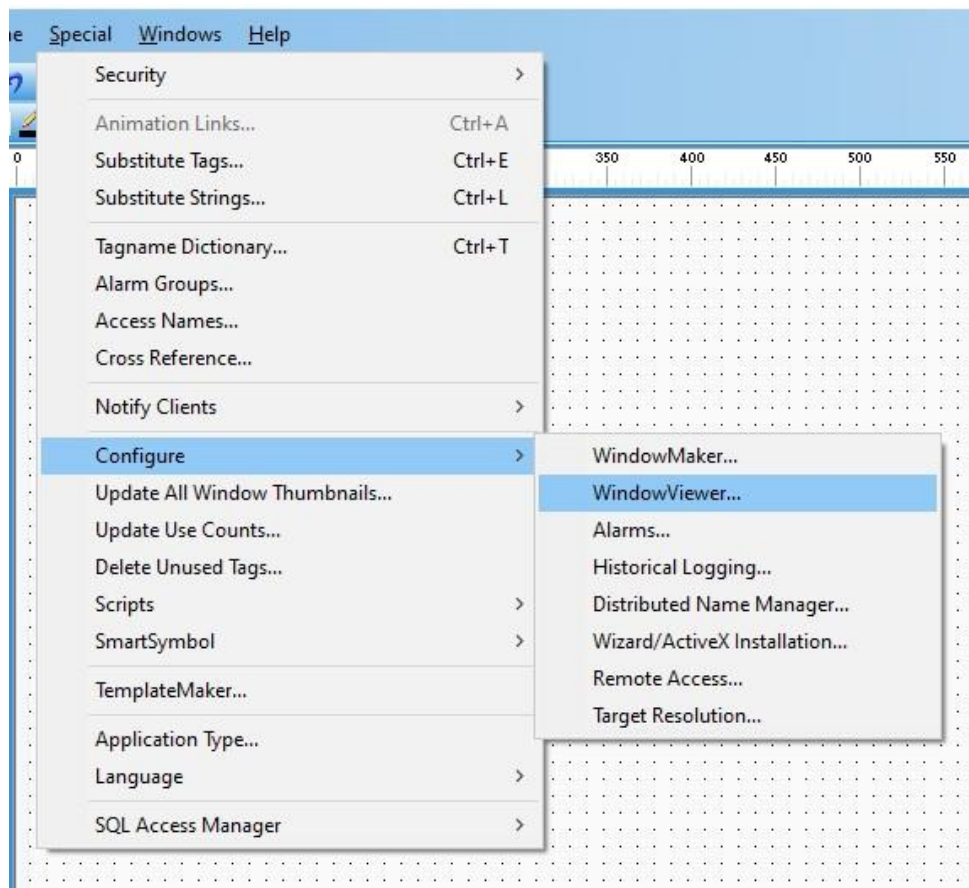 Special Windows Help
Security
Animation Links... Ctrl+A
0 350 400 450 500 550
Substitute Tags... Ctrl+E
Substitute Strings... Ctrl+L
Tagname Dictionary... Ctrl+T
Alarm Groups...
Access Names...
Cross Reference...
Notify Clients
Configure
Update All Window Thumbnails...
Update Use Counts...
Delete Unused Tags...
Scripts
SmartSymbol
TemplateMaker...
Application Type...
Language
SQL Access Manager
WindowMaker...
WindowViewer...
Alarms...
Historical Logging...
Distributed Name Manager...
Wizard/ActiveX Installation...
Remote Access...
Target Resolution...